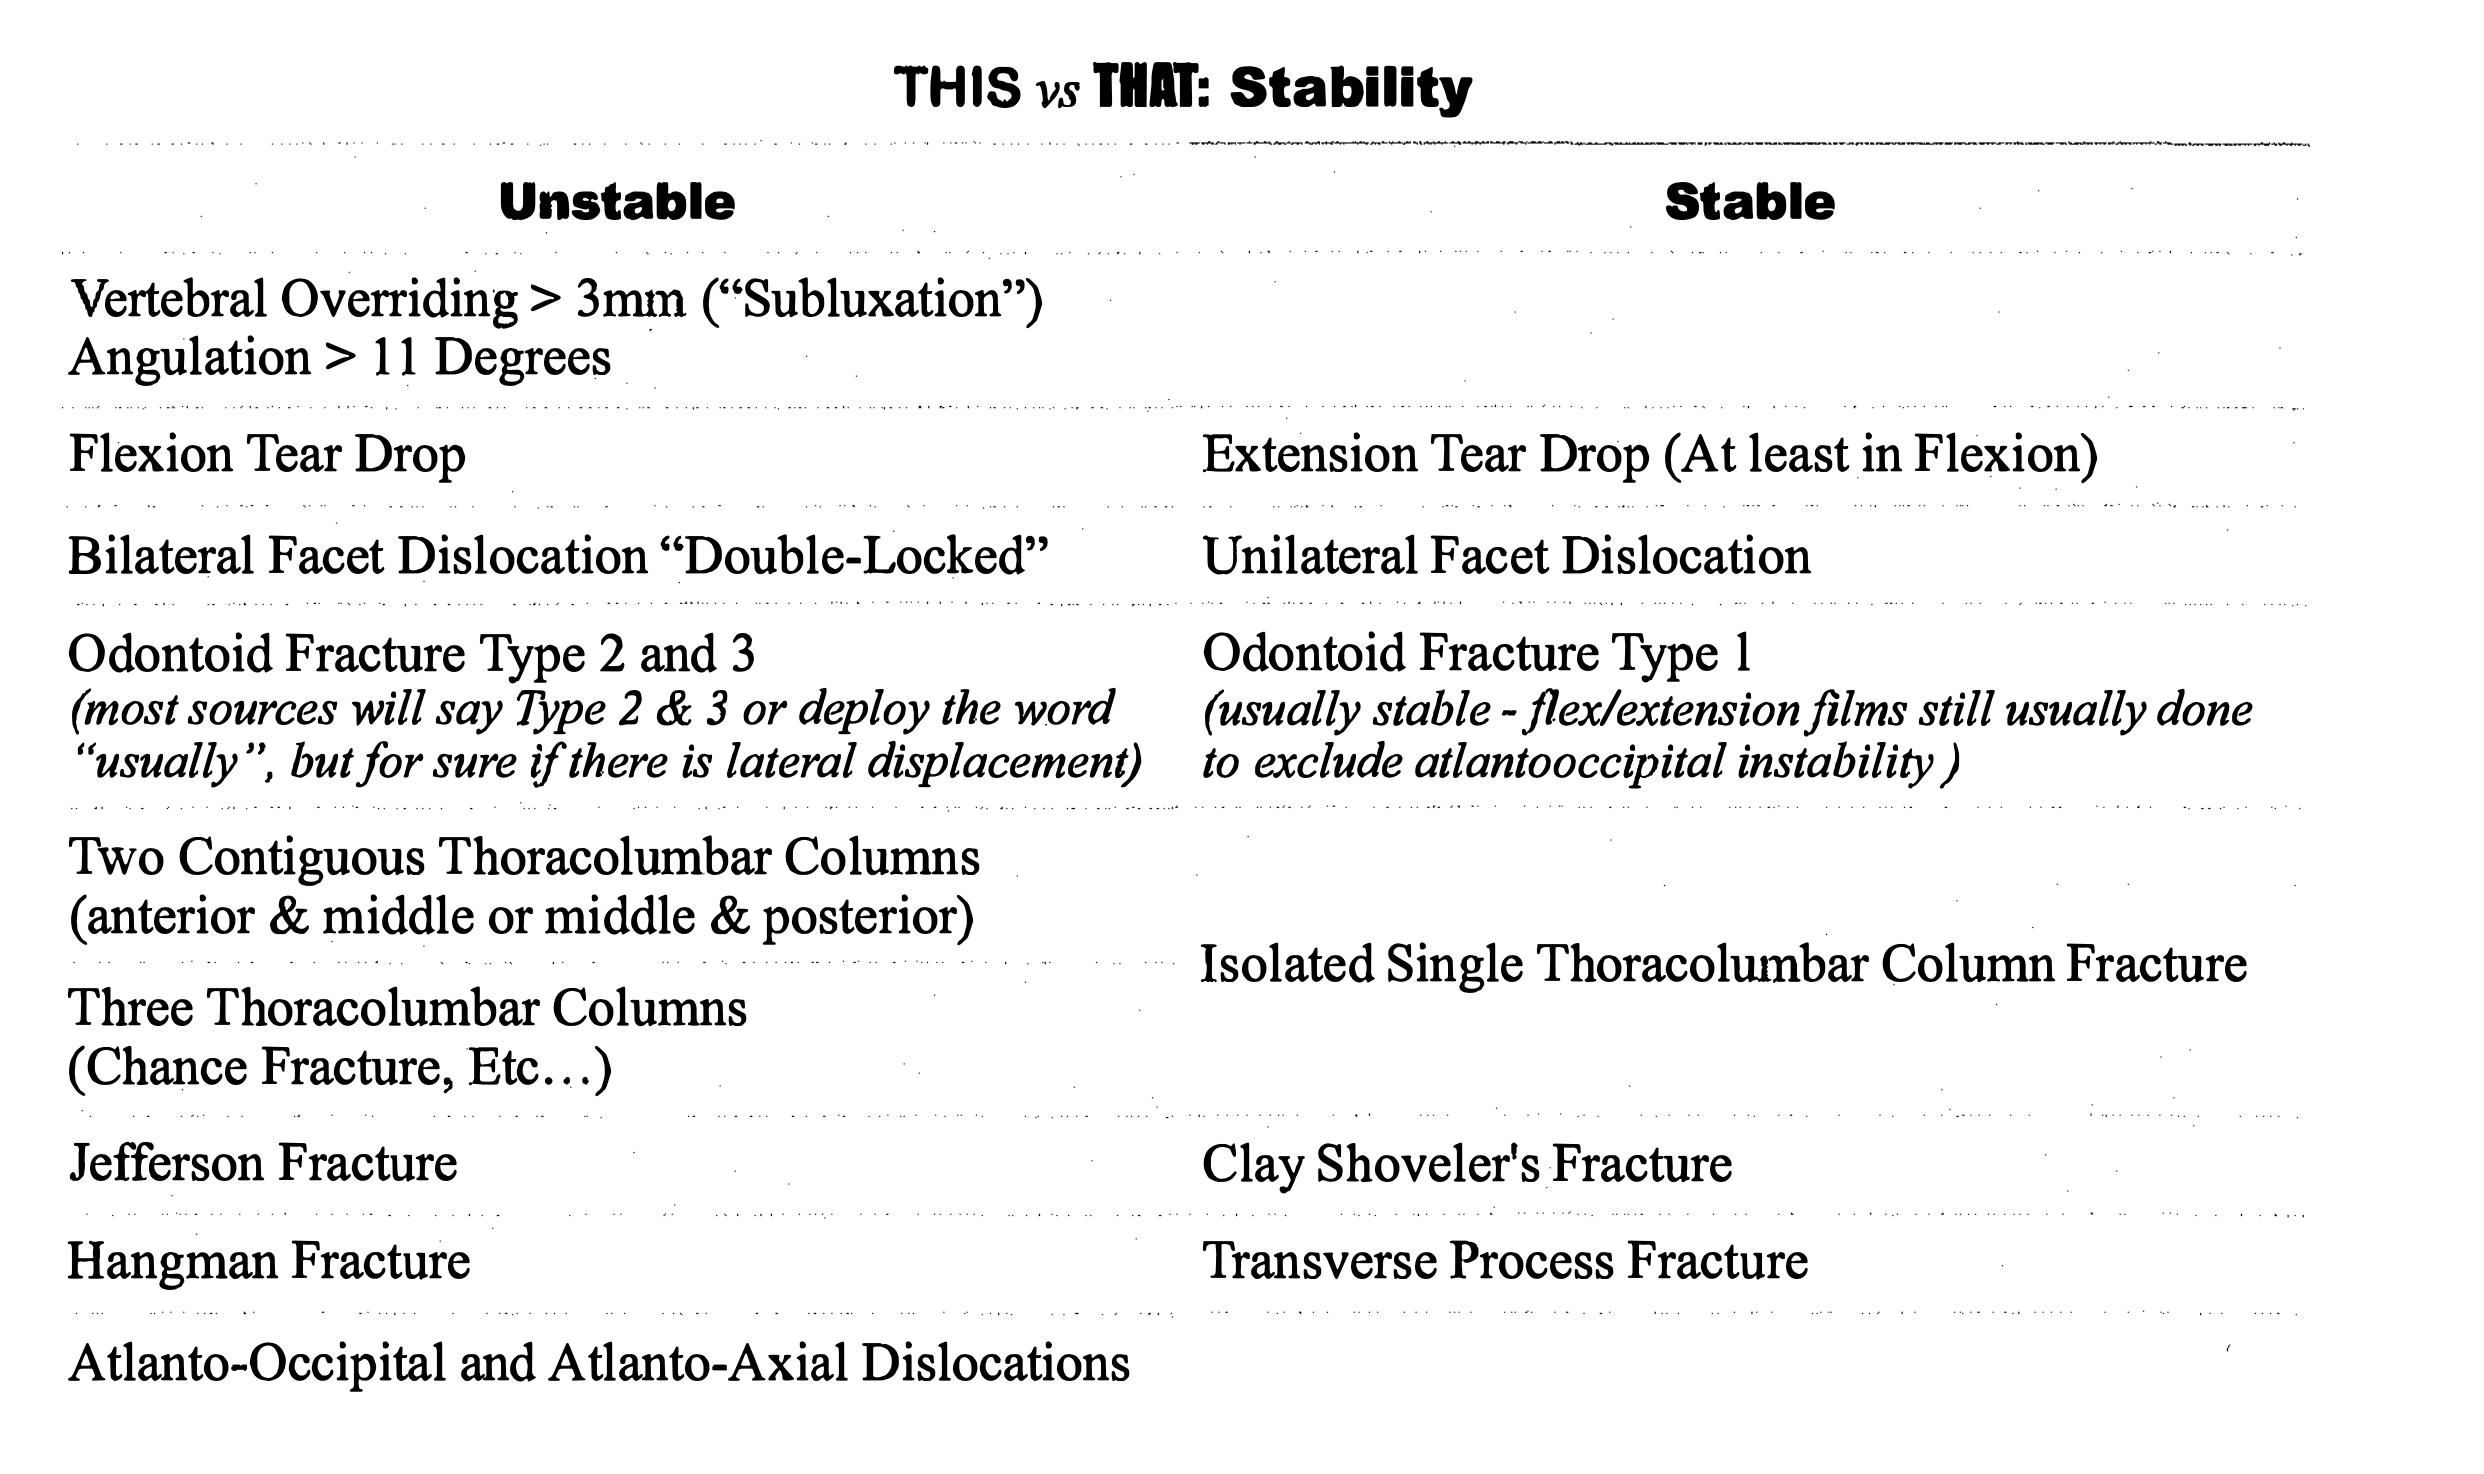 THIS vs THAT: Stability
Unstable
Stable
Vertebral Overriding > 3mm (“Subluxation”)
Angulation > 11 Degrees
Flexion Tear Drop
Extension Tear Drop (At least in Flexion)
Bilateral Facet Dislocation “Double-Locked”
Unilateral Facet Dislocation
Odontoid Fracture Type 2 and 3
(most sources will say Type 2 & 3 or deploy the word
“usually”, but for sure if there is lateral displacement)
Odontoid Fracture Type 1
(usually stable - flex/extension films still usually done
to exclude atlantooccipital instability )
Two Contiguous Thoracolumbar Columns
(anterior & middle or middle & posterior)
Three Thoracolumbar Columns
(Chance Fracture, Etc…)
Isolated Single Thoracolumbar Column Fracture
Jefferson Fracture
Clay Shoveler's Fracture
Hangman Fracture
Transverse Process Fracture
Atlanto-Occipital and Atlanto-Axial Dislocations